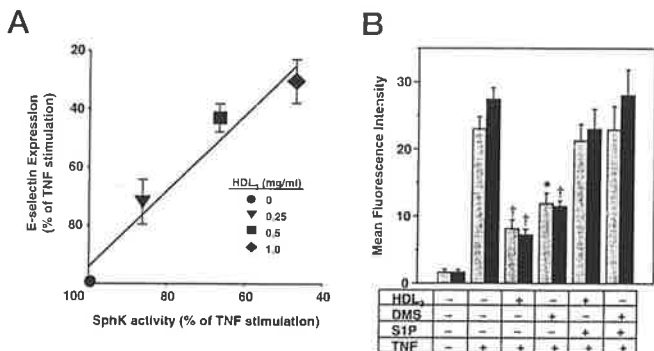 A
E-selectin Expression
(% of TNF stimulation)
20
40
60
80
100
80
60
40
SphK activity (% of TNF stimulation)
HDL3 (mg/ml)
0
0,25
0,5
1,0
B
Mean Fluorescence Intensity
30
20
10
0
† † * †
HDL3 – – + – + –
DMS – – – + – +
S1P – – – – + +
TNF – + + + + +